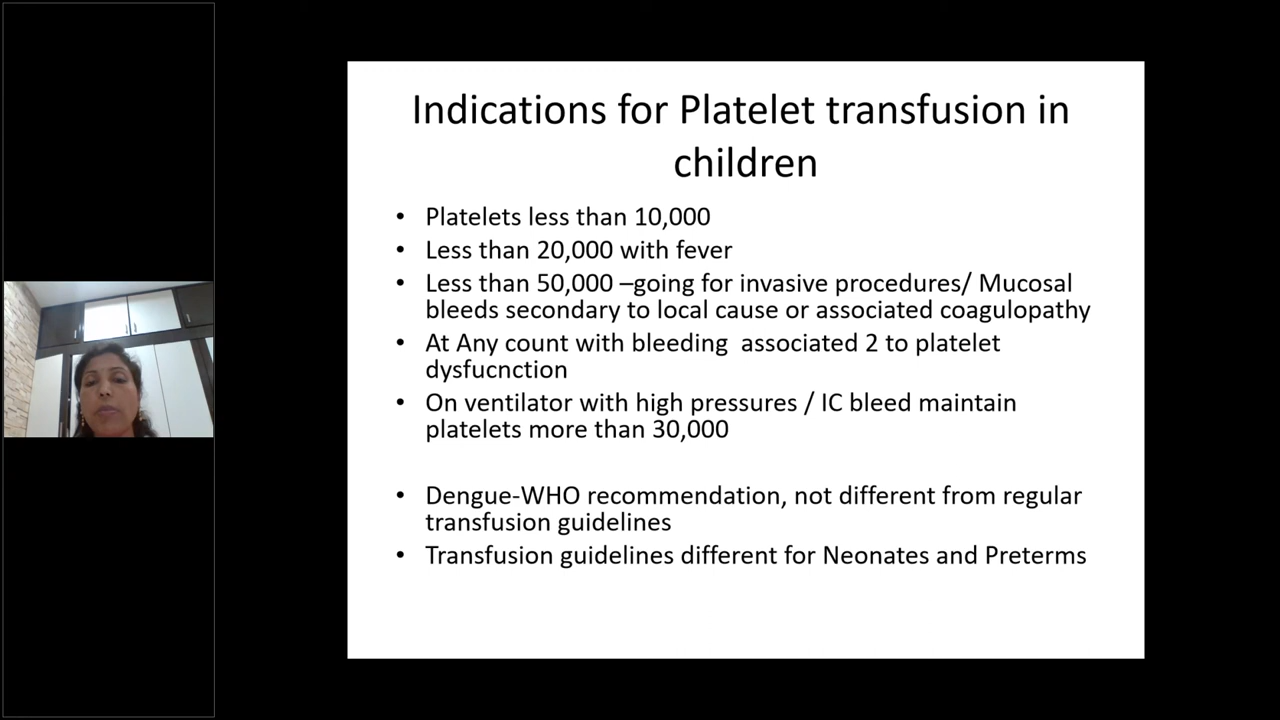 Indications for Platelet transfusion in
children
• Platelets less than 10,000
• Less than 20,000 with fever
• Less than 50,000 –going for invasive procedures/ Mucosal
bleeds secondary to local cause or associated coagulopathy
• At Any count with bleeding  associated 2 to platelet
dysfucnction
• On ventilator with high pressures / IC bleed maintain
platelets more than 30,000
• Dengue-WHO recommendation, not different from regular
transfusion guidelines
• Transfusion guidelines different for Neonates and Preterms